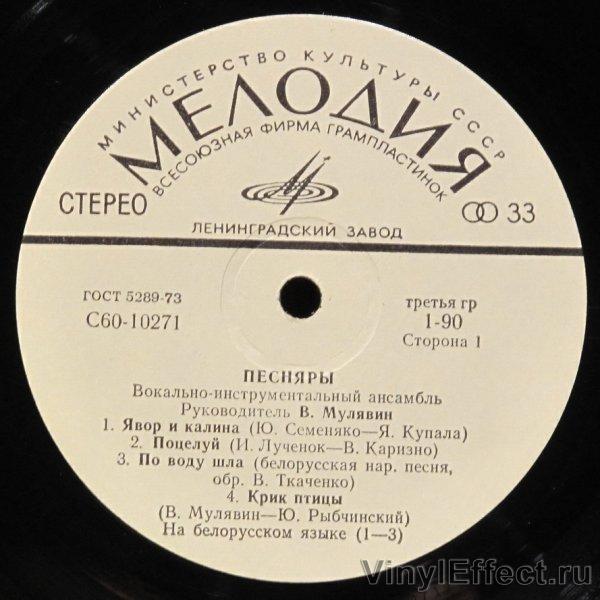 МИНИСТЕРСТВО КУЛЬТУРЫ СССР
МЕЛОДИЯ
ВСЕСОЮЗНАЯ ФИРМА ГРАМПЛАСТИНОК
СТЕРЕО
33
ЛЕНИНГРАДСКИЙ ЗАВОД
ГОСТ 5289-73
третья гр
С60-10271
1-90
Сторона 1
ПЕСНЯРЫ
Вокально-инструментальный ансамбль
Руководитель В. Мулявин
1. Явор и калина (Ю. Семеняко—Я. Купала)
2. Поцелуй (И. Лученок—В. Каризно)
3. По воду шла (белорусская нар. песня,
обр. В. Ткаченко)
4. Крик птицы
(В. Мулявин—Ю. Рыбчинский)
На белорусском языке (1—3)
VinylEffect.ru